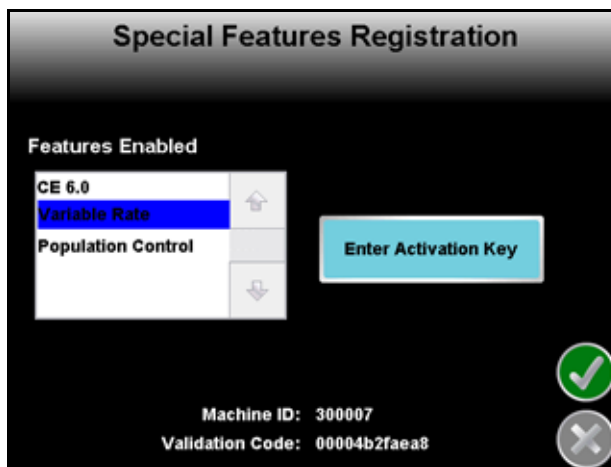 Special Features Registration
Features Enabled
CE 6.0
Variable Rate
Population Control
Enter Activation Key
Machine ID: 300007
Validation Code: 00004b2faea8